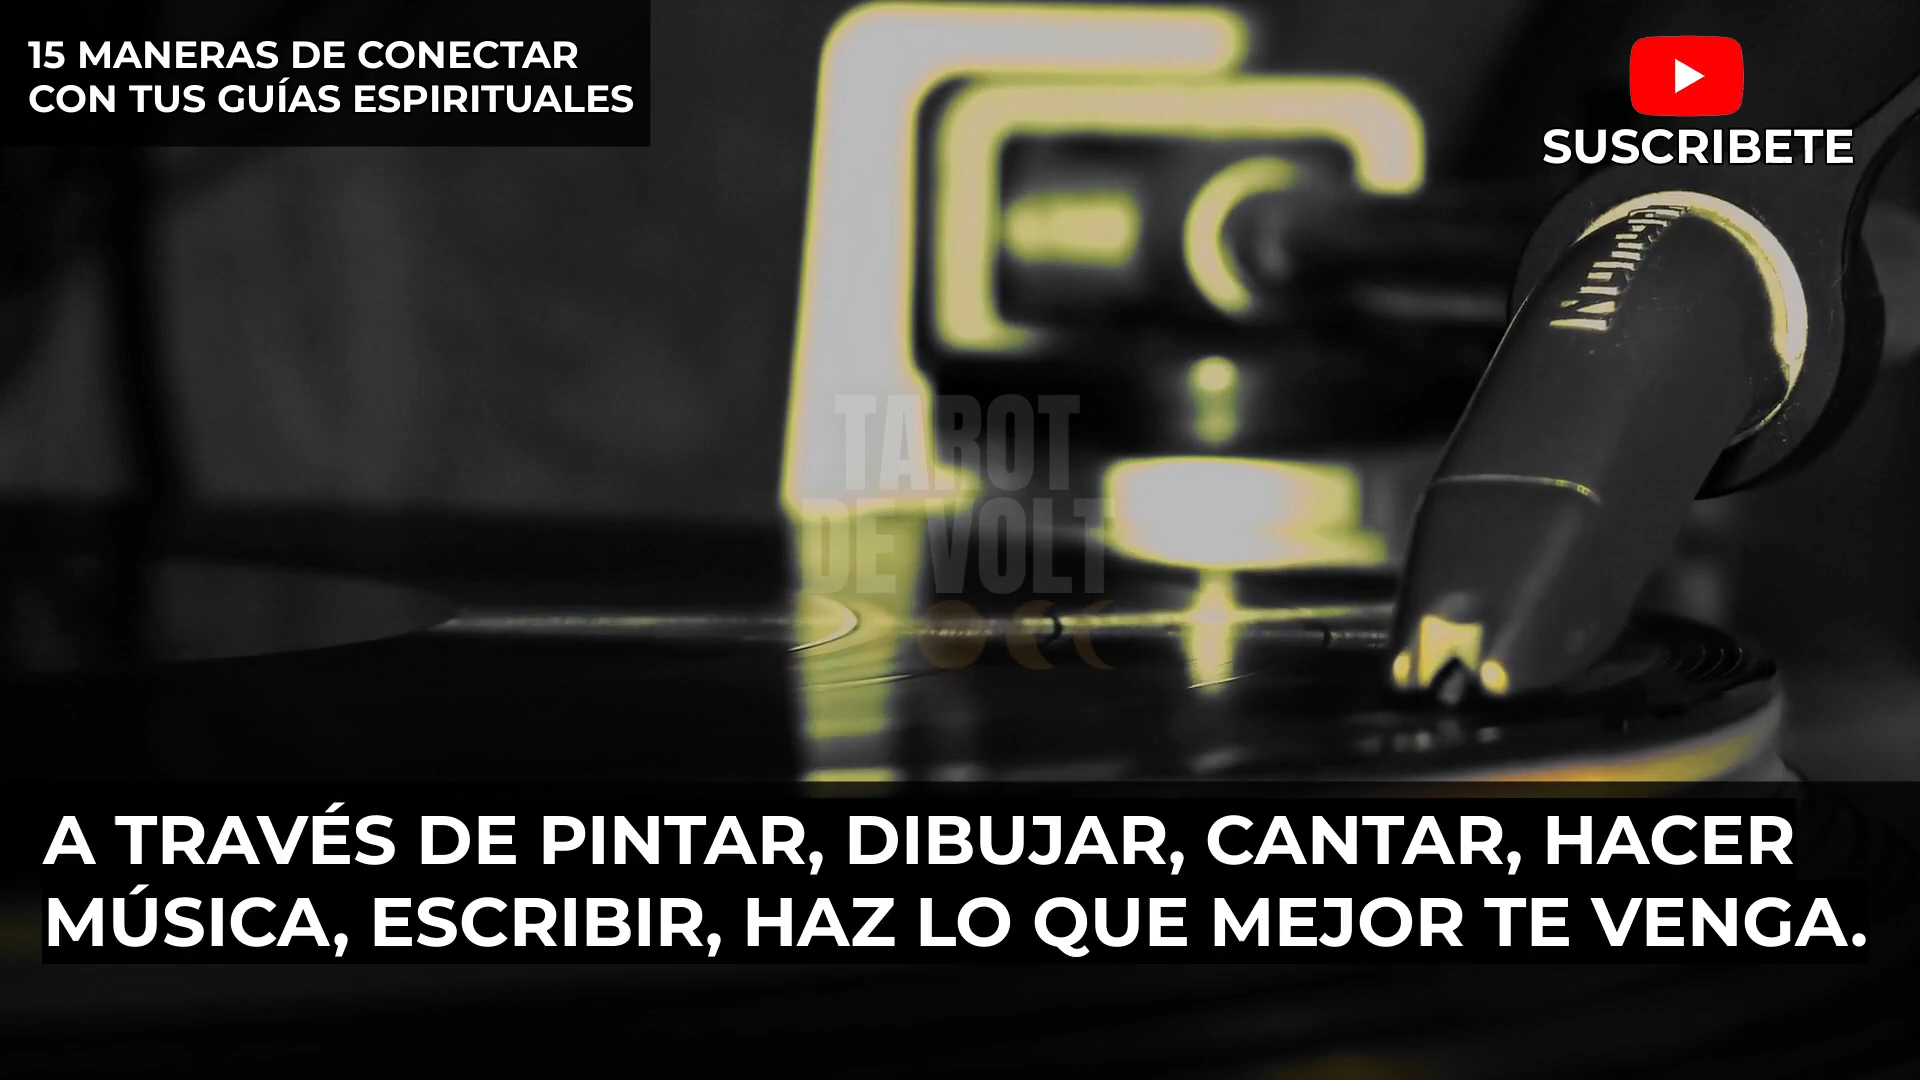 15 MANERAS DE CONECTAR
CON TUS GUÍAS ESPIRITUALES
SUSCRIBETE
TAROT
DE VOLT
A TRAVÉS DE PINTAR, DIBUJAR, CANTAR, HACER
MÚSICA, ESCRIBIR, HAZ LO QUE MEJOR TE VENGA.